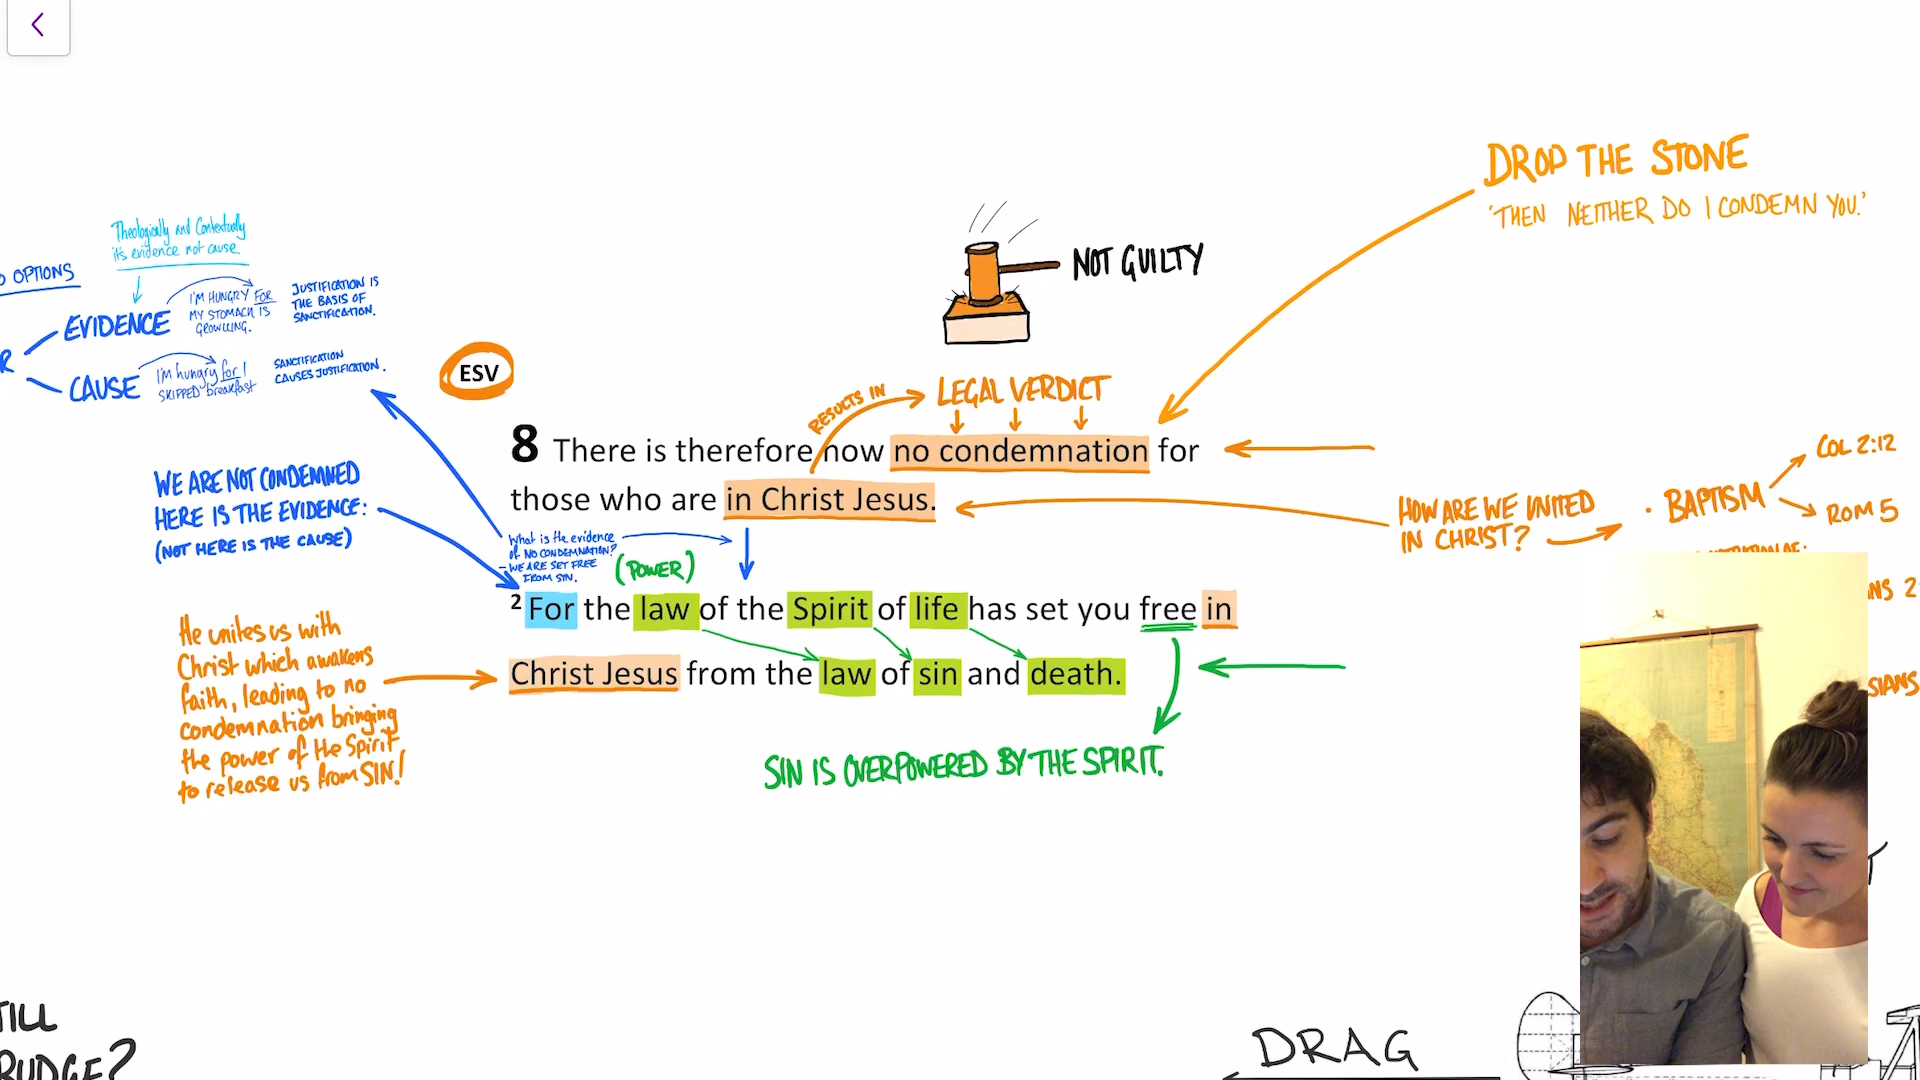 DROP THE STONE
'THEN NEITHER DO I CONDEMN YOU.'
Theologically and Contextually
it's evidence not cause.
OPTIONS
EVIDENCE
I'M HUNGRY FOR
MY STOMACH IS
GROWLING.
JUSTIFICATION IS
THE BASIS OF
SANCTIFICATION.
CAUSE
I'm hungry for I
SKIPPED breakfast
SANCTIFICATION
CAUSES JUSTIFICATION.
NOT GUILTY
ESV
RESULTS IN
LEGAL VERDICT
8 There is therefore now no condemnation for
those who are in Christ Jesus.
WE ARE NOT CONDEMNED
HERE IS THE EVIDENCE:
(NOT HERE IS THE CAUSE)
What is the evidence
of NO CONDEMNATION?
- WE ARE SET FREE
FROM SIN.
(POWER)
2 For the law of the Spirit of life has set you free in
Christ Jesus from the law of sin and death.
HOW ARE WE UNITED
IN CHRIST?
· BAPTISM
COL 2:12
ROM 5
He unites us with
Christ which awakens
faith, leading to no
condemnation bringing
the power of the Spirit
to release us from SIN!
SIN IS OVERPOWERED BY THE SPIRIT.
DRAG